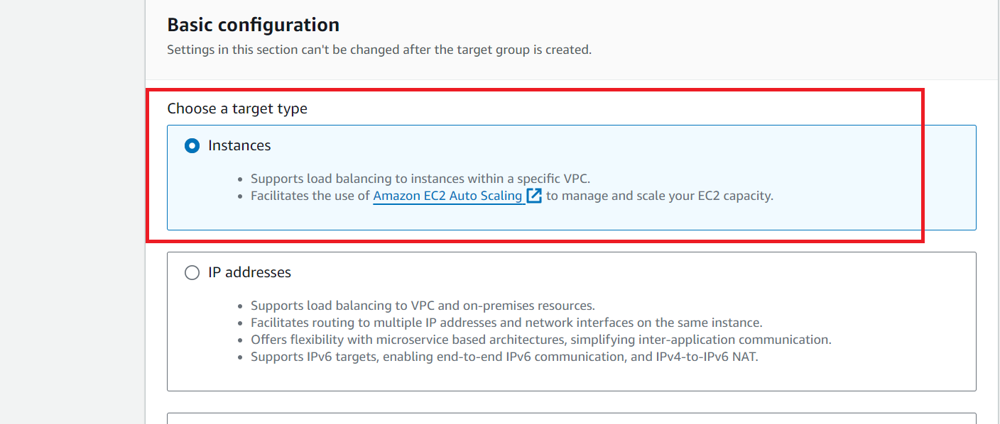 Basic configuration
Settings in this section can't be changed after the target group is created.
Choose a target type
Instances
Supports load balancing to instances within a specific VPC.
Facilitates the use of Amazon EC2 Auto Scaling to manage and scale your EC2 capacity.
IP addresses
Supports load balancing to VPC and on-premises resources.
Facilitates routing to multiple IP addresses and network interfaces on the same instance.
Offers flexibility with microservice based architectures, simplifying inter-application communication.
Supports IPv6 targets, enabling end-to-end IPv6 communication, and IPv4-to-IPv6 NAT.